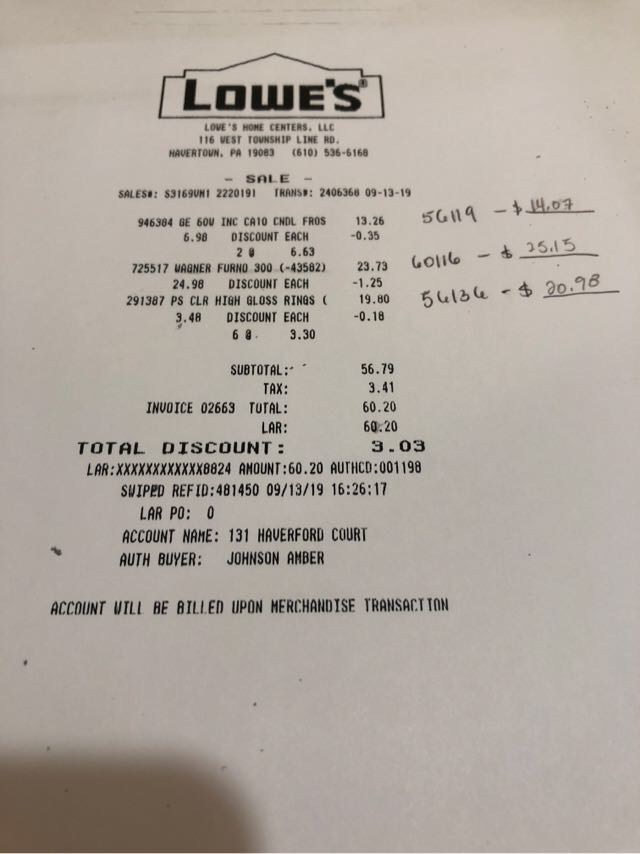 LOWE'S®
LOWE'S HOME CENTERS, LLC
116 WEST TOWNSHIP LINE RD.
HAVERTOWN, PA 19083 (610) 536-6168
- SALE -
SALES#: S3169VM1 2220191 TRANS#: 2406368 09-13-19
946384 GE 60W INC CA10 CNDL FROS 13.26 56119 - $ 14.07
6.98 DISCOUNT EACH -0.35
2 @ 6.63
725517 WAGNER FURNO 300 (-43582) 23.73 60116 - $ 25.15
24.98 DISCOUNT EACH -1.25
291387 PS CLR HIGH GLOSS RINGS ( 19.80 56136 - $ 20.98
3.48 DISCOUNT EACH -0.18
6 @ 3.30
SUBTOTAL: 56.79
TAX: 3.41
INVOICE 02663 TOTAL: 60.20
LAR: 60.20
TOTAL DISCOUNT: 3.03
LAR:XXXXXXXXXXXX8824 AMOUNT:60.20 AUTHCD:001198
SWIPED REFID:481450 09/13/19 16:26:17
LAR PO: 0
ACCOUNT NAME: 131 HAVERFORD COURT
AUTH BUYER: JOHNSON AMBER
ACCOUNT WILL BE BILLED UPON MERCHANDISE TRANSACTION